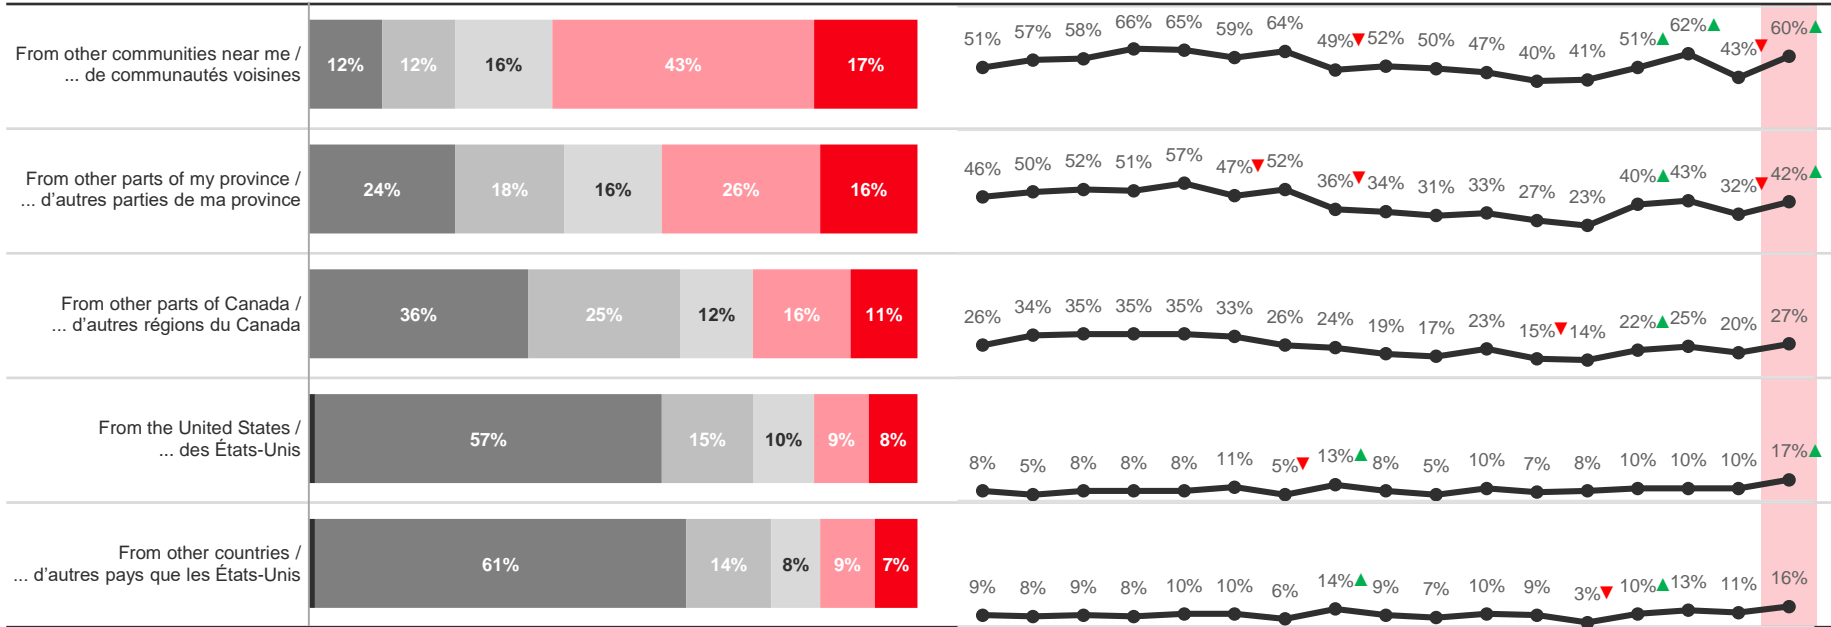 From other communities near me /
... de communautés voisines
12% 12% 16% 43% 17%
51% 57% 58% 66% 65% 59% 64% 49%▼ 52% 50% 47% 40% 41% 51%▲ 62%▲ 43%▼ 60%▲
From other parts of my province /
... d'autres parties de ma province
24% 18% 16% 26% 16%
46% 50% 52% 51% 57% 47%▼ 52% 36%▼ 34% 31% 33% 27% 23% 40%▲ 43% 32%▼ 42%▲
From other parts of Canada /
... d'autres régions du Canada
36% 25% 12% 16% 11%
26% 34% 35% 35% 35% 33% 26% 24% 19% 17% 23% 15%▼ 14% 22%▲ 25% 20% 27%
From the United States /
... des États-Unis
57% 15% 10% 9% 8%
8% 5% 8% 8% 8% 11% 5%▼ 13%▲ 8% 5% 10% 7% 8% 10% 10% 10% 17%▲
From other countries /
... d'autres pays que les États-Unis
61% 14% 8% 9% 7%
9% 8% 9% 8% 10% 10% 6% 14%▲ 9% 7% 10% 9% 3%▼ 10%▲ 13% 11% 16%